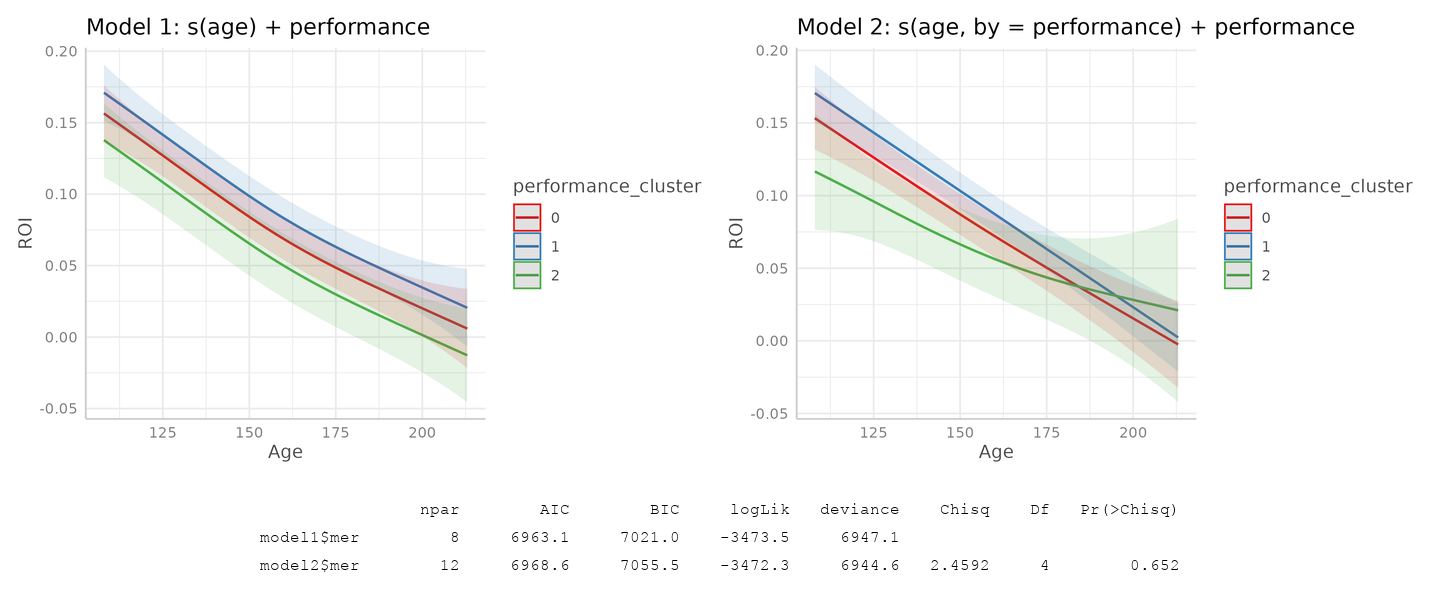 Model 1: s(age) + performance
0.20
0.15
0.10
0.05
0.00
-0.05
ROI
125 150 175 200
Age
performance_cluster
0
1
2
Model 2: s(age, by = performance) + performance
0.20
0.15
0.10
0.05
0.00
-0.05
ROI
125 150 175 200
Age
performance_cluster
0
1
2
npar AIC BIC logLik deviance Chisq Df Pr(>Chisq)
model1$mer 8 6963.1 7021.0 -3473.5 6947.1
model2$mer 12 6968.6 7055.5 -3472.3 6944.6 2.4592 4 0.652